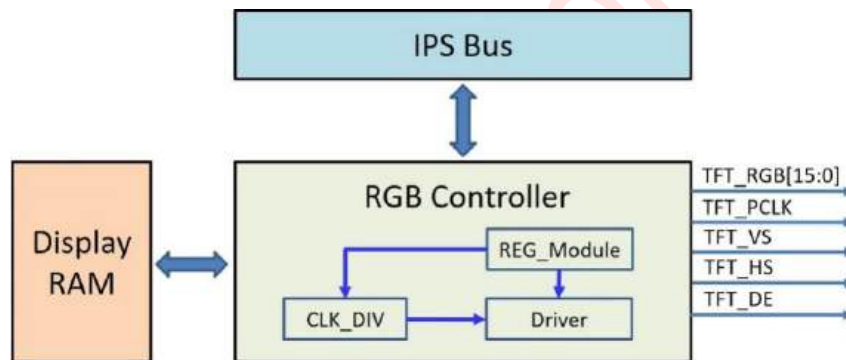 IPS Bus
RGB Controller
Display
RAM
REG_Module
CLK_DIV
Driver
TFT_RGB[15:0]
TFT_PCLK
TFT_VS
TFT_HS
TFT_DE